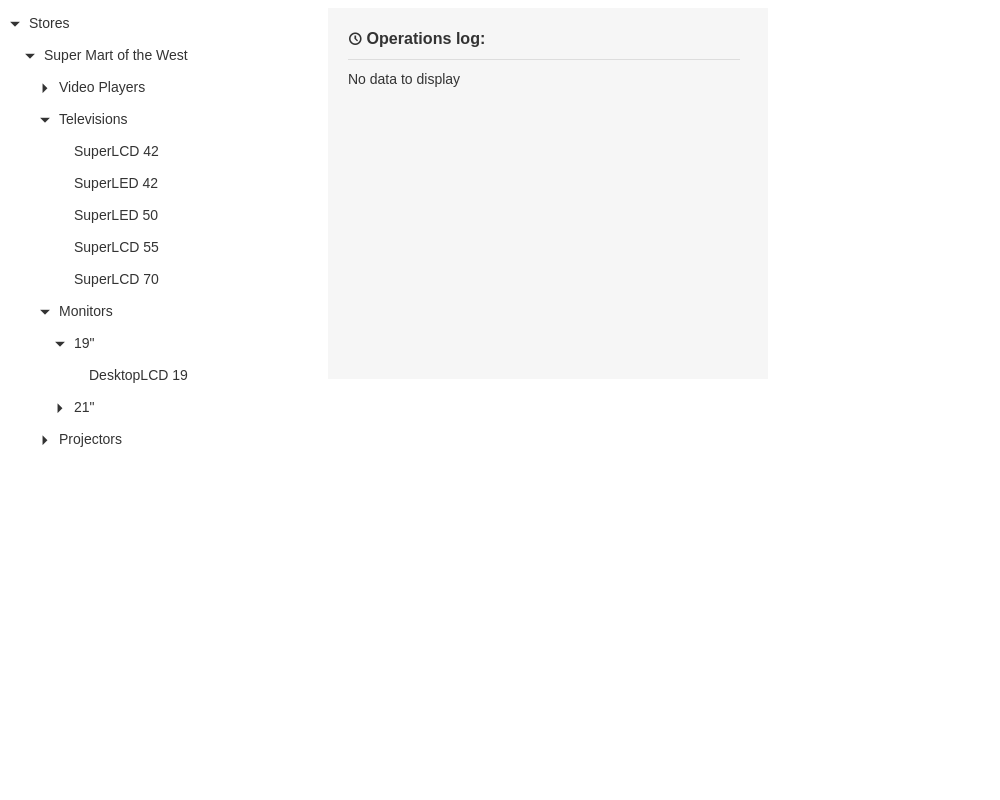 Stores
Super Mart of the West
Video Players
Televisions
SuperLCD 42
SuperLED 42
SuperLED 50
SuperLCD 55
SuperLCD 70
Monitors
19"
DesktopLCD 19
21"
Projectors
Operations log:
No data to display